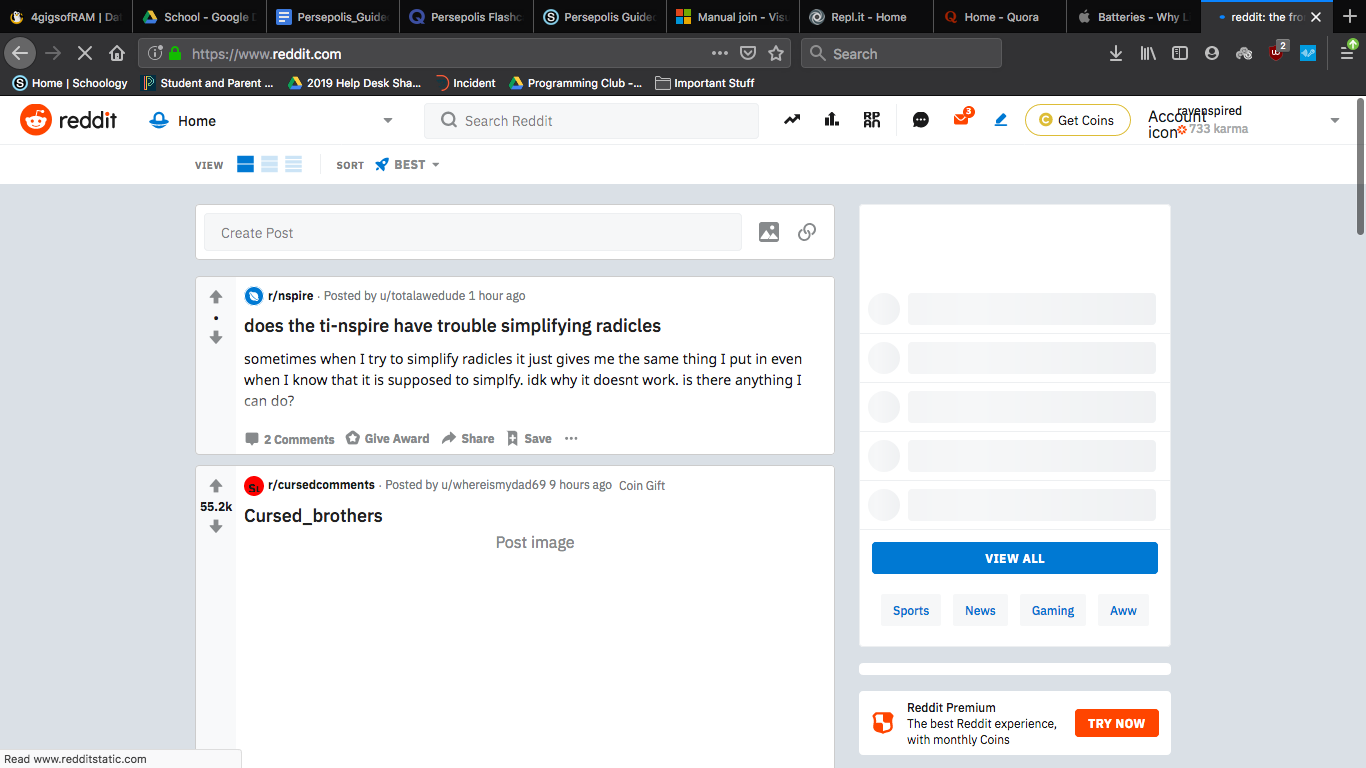 4gigsofRAM | Dat
School - Google D
Persepolis_Guide
Persepolis Flashc
Persepolis Guide
Manual join - Visu
Repl.it - Home
Home - Quora
Batteries - Why L
reddit: the fro
https://www.reddit.com
Search
2
Home | Schoology
Student and Parent ...
2019 Help Desk Sha...
Incident
Programming Club -...
Important Stuff
reddit
Home
Search Reddit
3
Get Coins
Account icon
ravenspired
733 karma
VIEW
SORT
BEST
Create Post
r/nspire · Posted by u/totalawedude 1 hour ago
•
does the ti-nspire have trouble simplifying radicles
sometimes when I try to simplify radicles it just gives me the same thing I put in even
when I know that it is supposed to simplfy. idk why it doesnt work. is there anything I
can do?
2 Comments
Give Award
Share
Save
r/cursedcomments · Posted by u/whereismydad69 9 hours ago Coin Gift
55.2k
Cursed_brothers
Post image
VIEW ALL
Sports
News
Gaming
Aww
Reddit Premium
The best Reddit experience,
with monthly Coins
TRY NOW
Read www.redditstatic.com